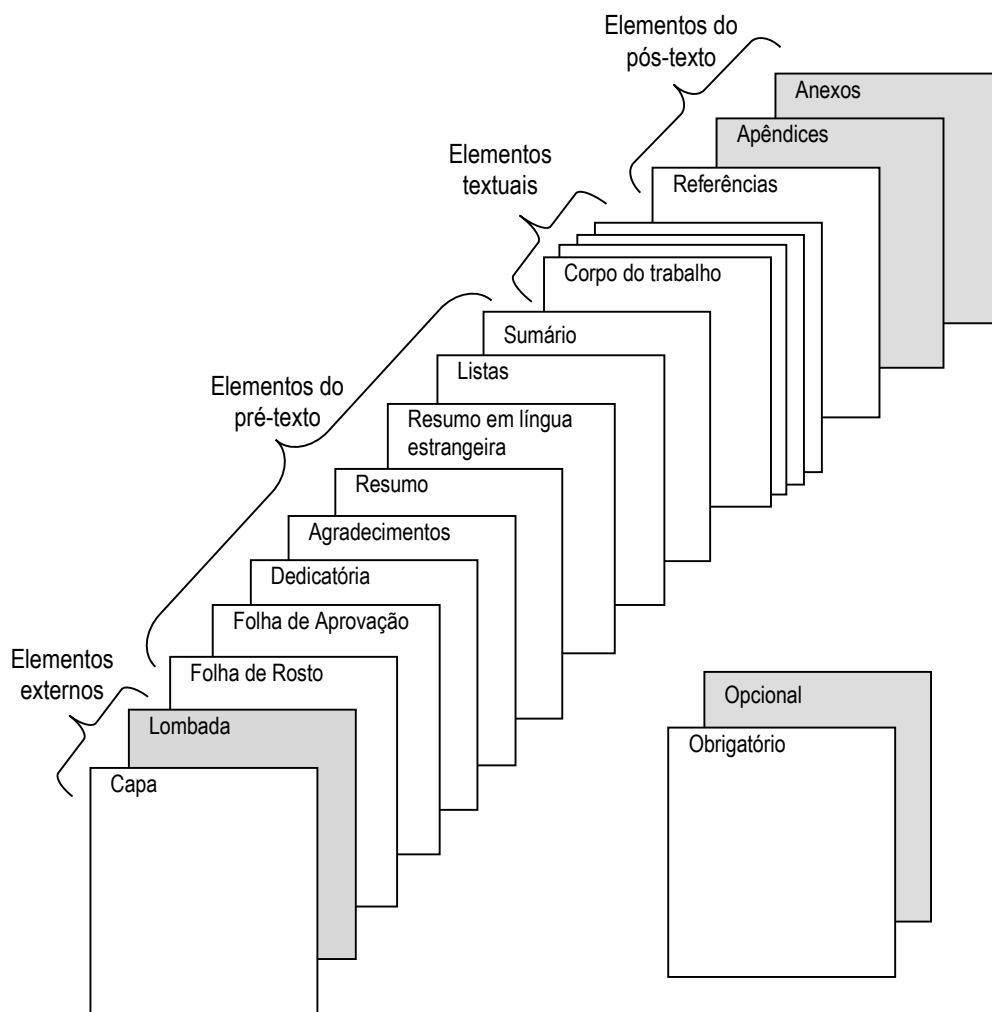 Elementos do
pós-texto
Anexos
Apêndices
Elementos
textuais
Referências
Corpo do trabalho
Sumário
Listas
Elementos do
pré-texto
Resumo em língua
estrangeira
Resumo
Agradecimentos
Dedicatória
Folha de Aprovação
Elementos
externos
Folha de Rosto
Lombada
Capa
Opcional
Obrigatório